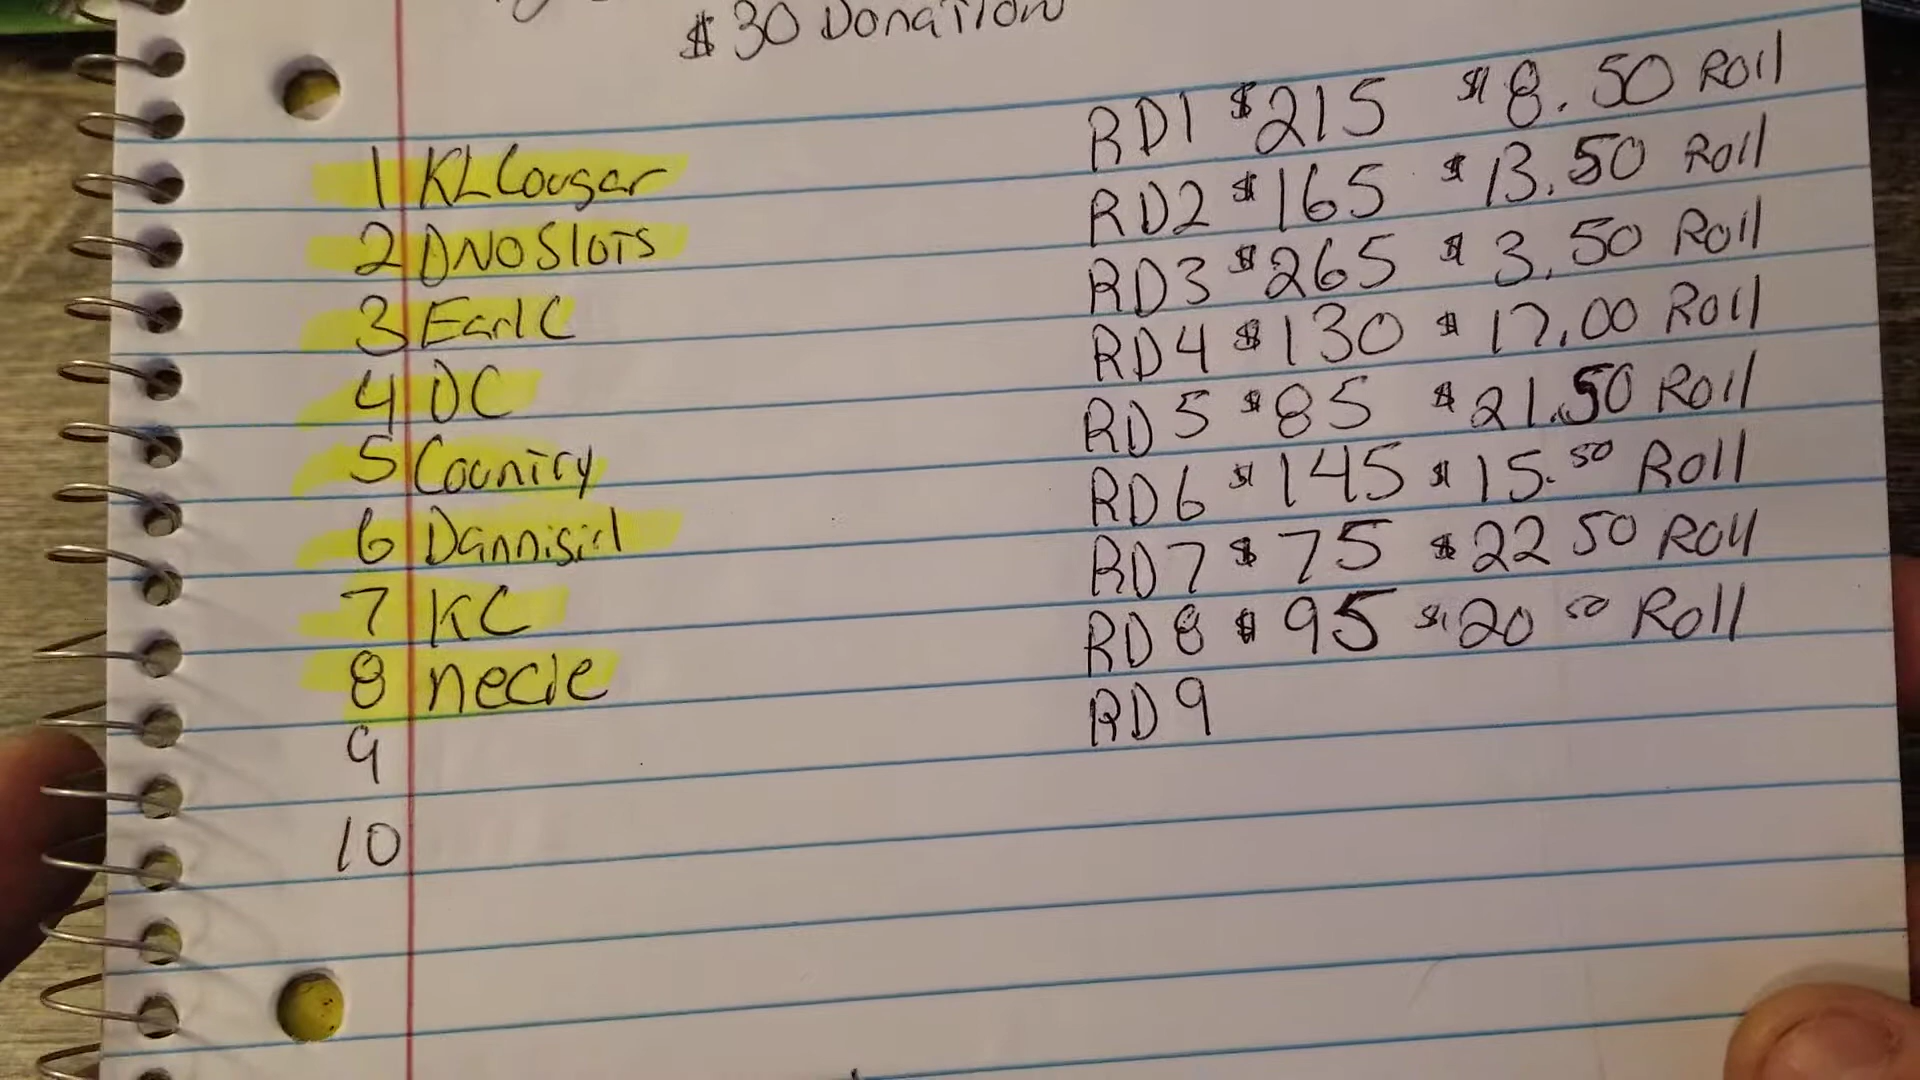 $30 Donation
RD1 $215 $8.50 Roll
1 KLCougar
RD2 $165 $13.50 Roll
2 DNOSlots
RD3 $265 $3.50 Roll
3 EarlC
RD4 $130 $17.00 Roll
4 DC
RD5 $85 $21.50 Roll
5 Country
RD6 $145 $15.50 Roll
6
RD7 $75 $22 50 Roll
7 KC
RD8 $95 $20 50 Roll
8 necie
RD9
9
10